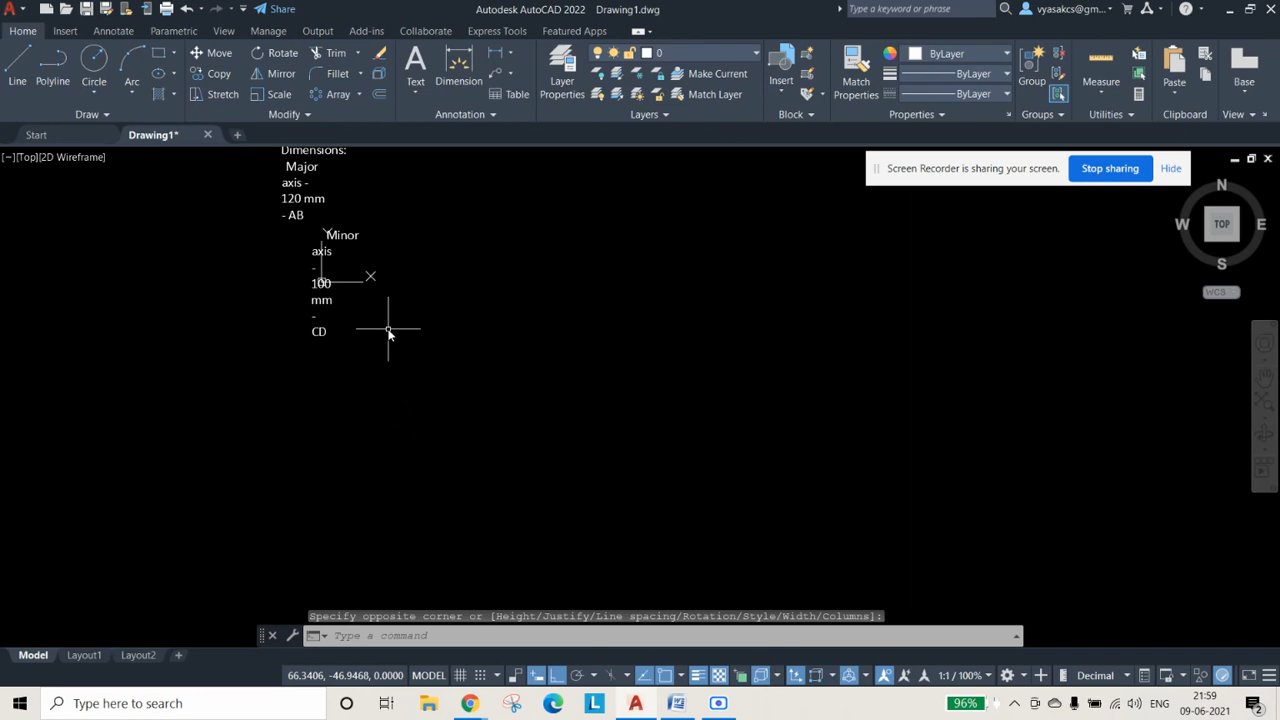 Share
Autodesk AutoCAD 2022 Drawing1.dwg
Type a keyword or phrase
vyasakcs@gm...
Home Insert Annotate Parametric View Manage Output Add-ins Collaborate Express Tools Featured Apps
Line Polyline Circle Arc
Move Rotate Trim
Copy Mirror Fillet
Stretch Scale Array
Text Dimension Table
Layer Properties
0
Make Current
Match Layer
Insert
Match Properties
ByLayer
ByLayer
ByLayer
Group
Measure
Paste
Base
Draw Modify Annotation Layers Block Properties Groups Utilities Clipboard View
Start Drawing1* +
[−][Top][2D Wireframe]
Screen Recorder is sharing your screen. Stop sharing Hide
Dimensions:
Major
axis -
120 mm
- AB
Y
Minor
axis
-
100
mm
-
CD
X
N
W TOP E
S
WCS
Specify opposite corner or [Height/Justify/Line spacing/Rotation/Style/Width/Columns]:
Type a command
Model Layout1 Layout2 +
66.3406, -46.9468, 0.0000 MODEL 1:1 / 100% Decimal
Type here to search
96% ENG
21:59
09-06-2021
2